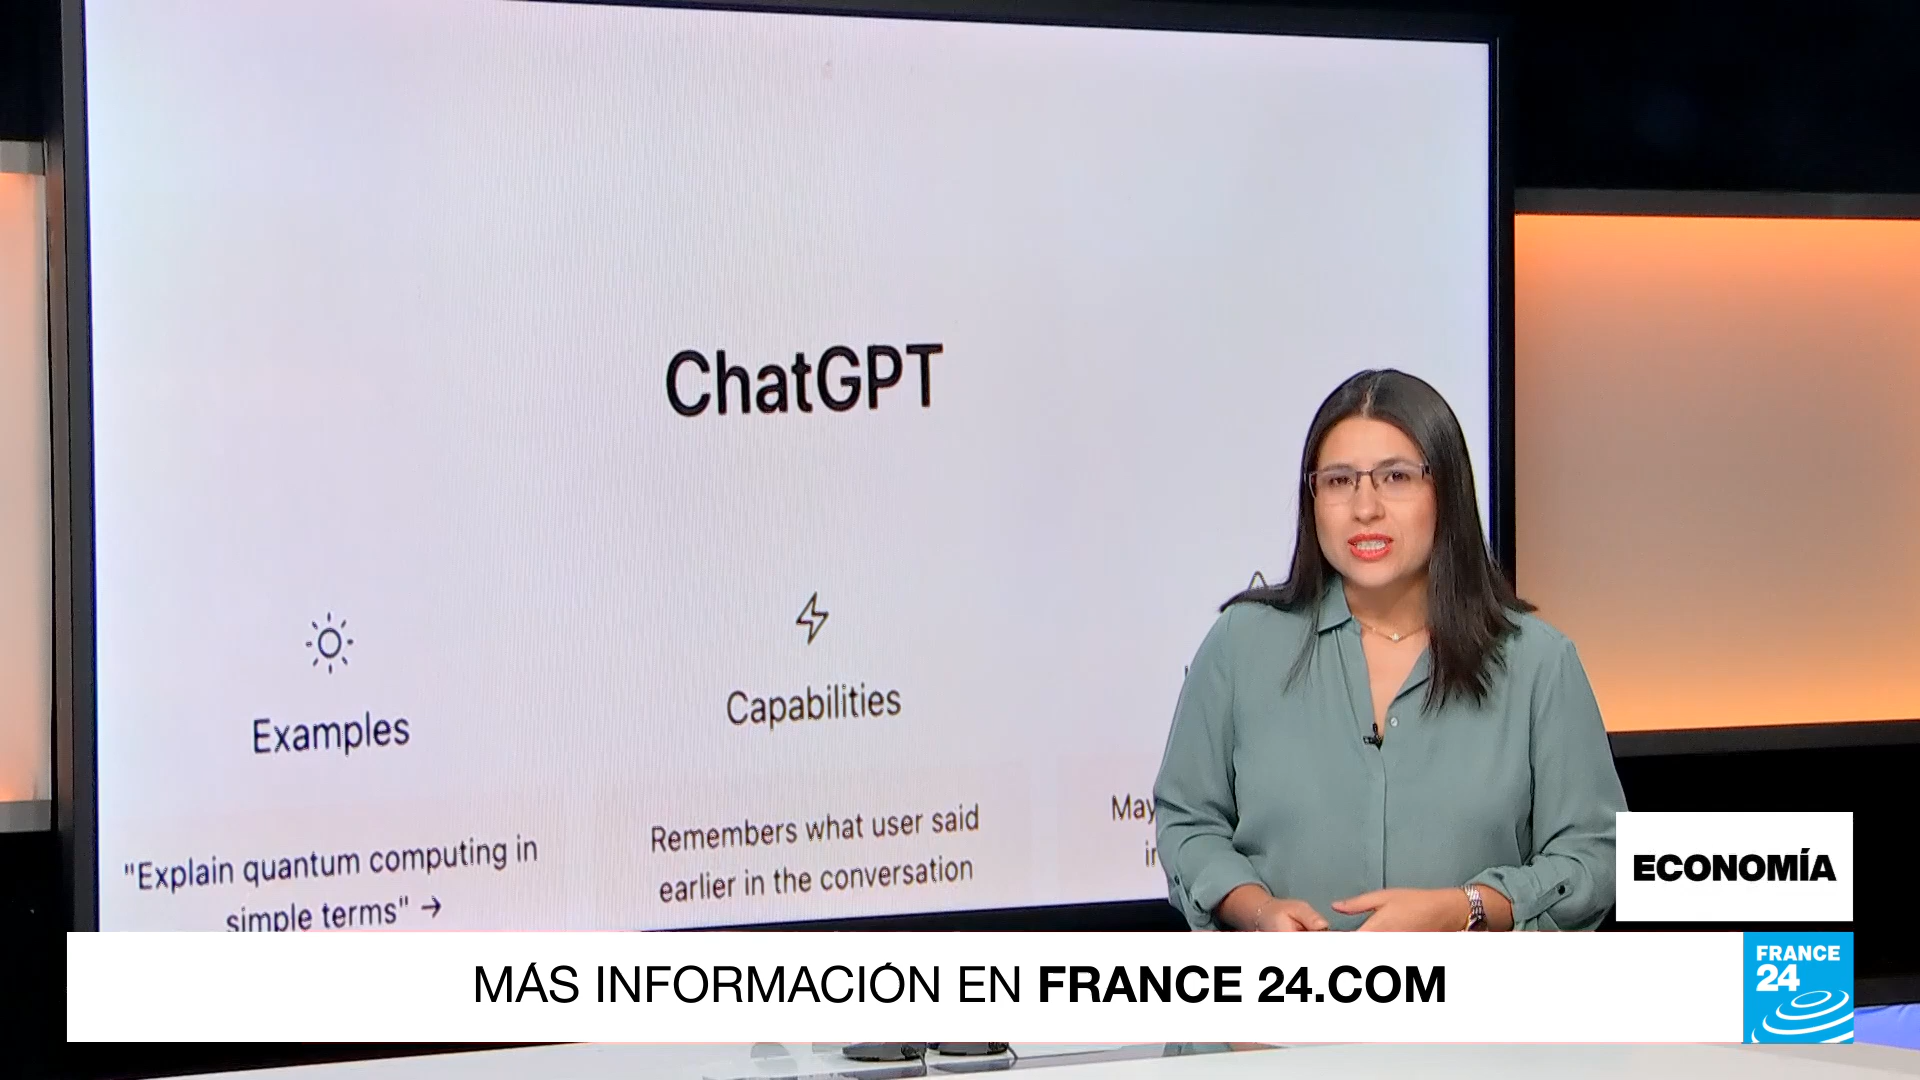 ChatGPT
Examples
Capabilities
"Explain quantum computing in
simple terms" →
Remembers what user said
earlier in the conversation
May
ECONOMÍA
MÁS INFORMACIÓN EN FRANCE 24.COM
FRANCE
24